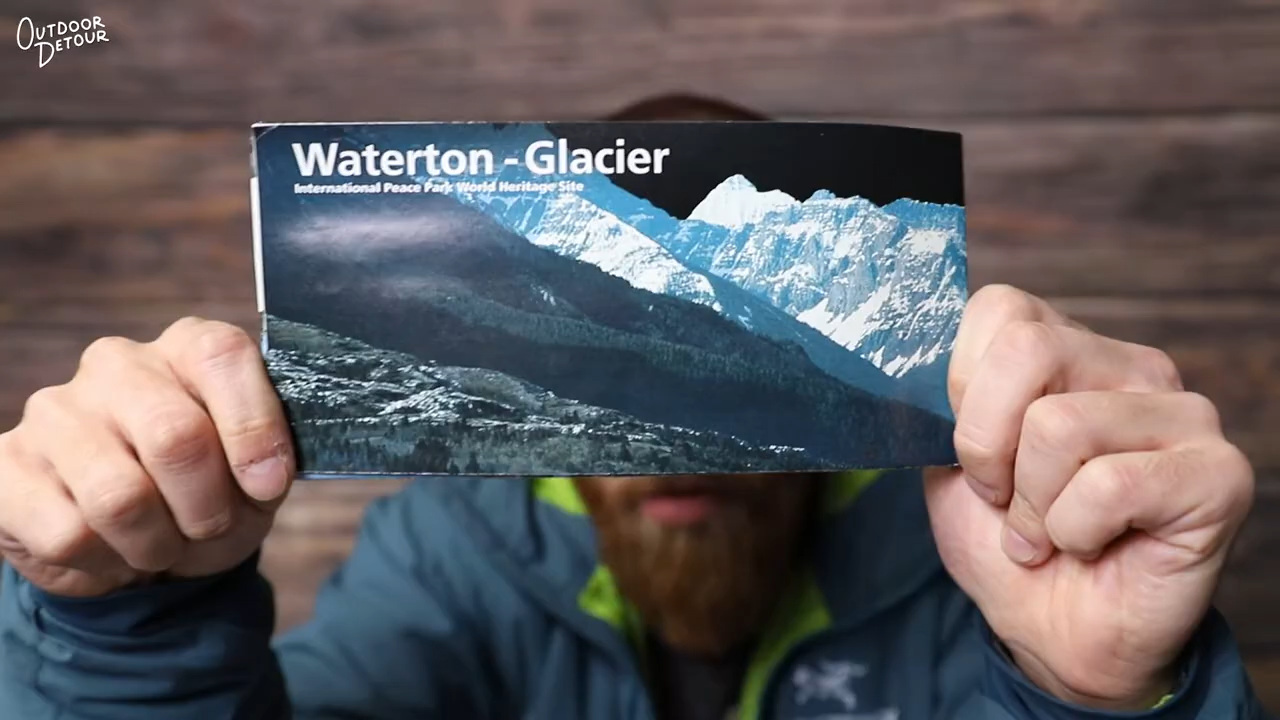 OUTDOOR
DETOUR
Waterton - Glacier
International Peace Park World Heritage Site